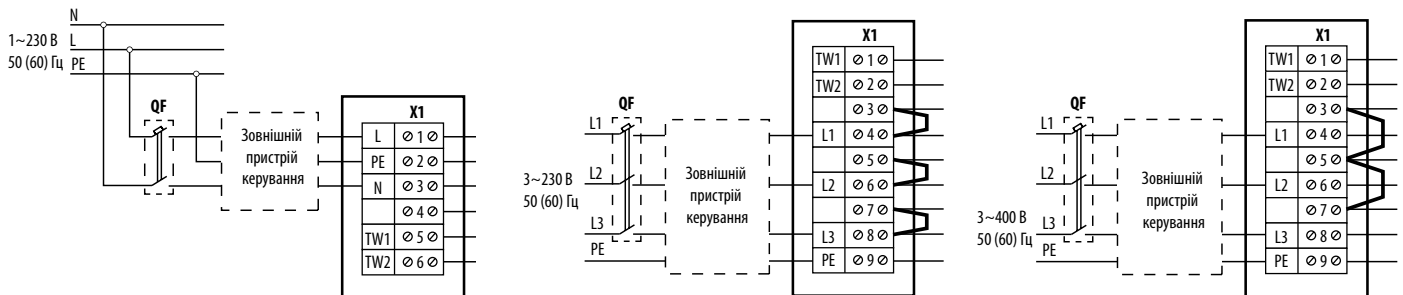 N
1~230 В
L
50 (60) Гц
PE
QF
Зовнішній
пристрій
керування
X1
L
1
PE
2
N
3
4
TW1
5
TW2
6
QF
L1
L2
3~230 В
50 (60) Гц
L3
PE
Зовнішній
пристрій
керування
X1
TW1
1
TW2
2
3
L1
4
5
L2
6
7
L3
8
PE
9
QF
L1
L2
3~400 В
L3
50 (60) Гц
PE
Зовнішній
пристрій
керування
X1
TW1
1
TW2
2
3
L1
4
5
L2
6
7
L3
8
PE
9